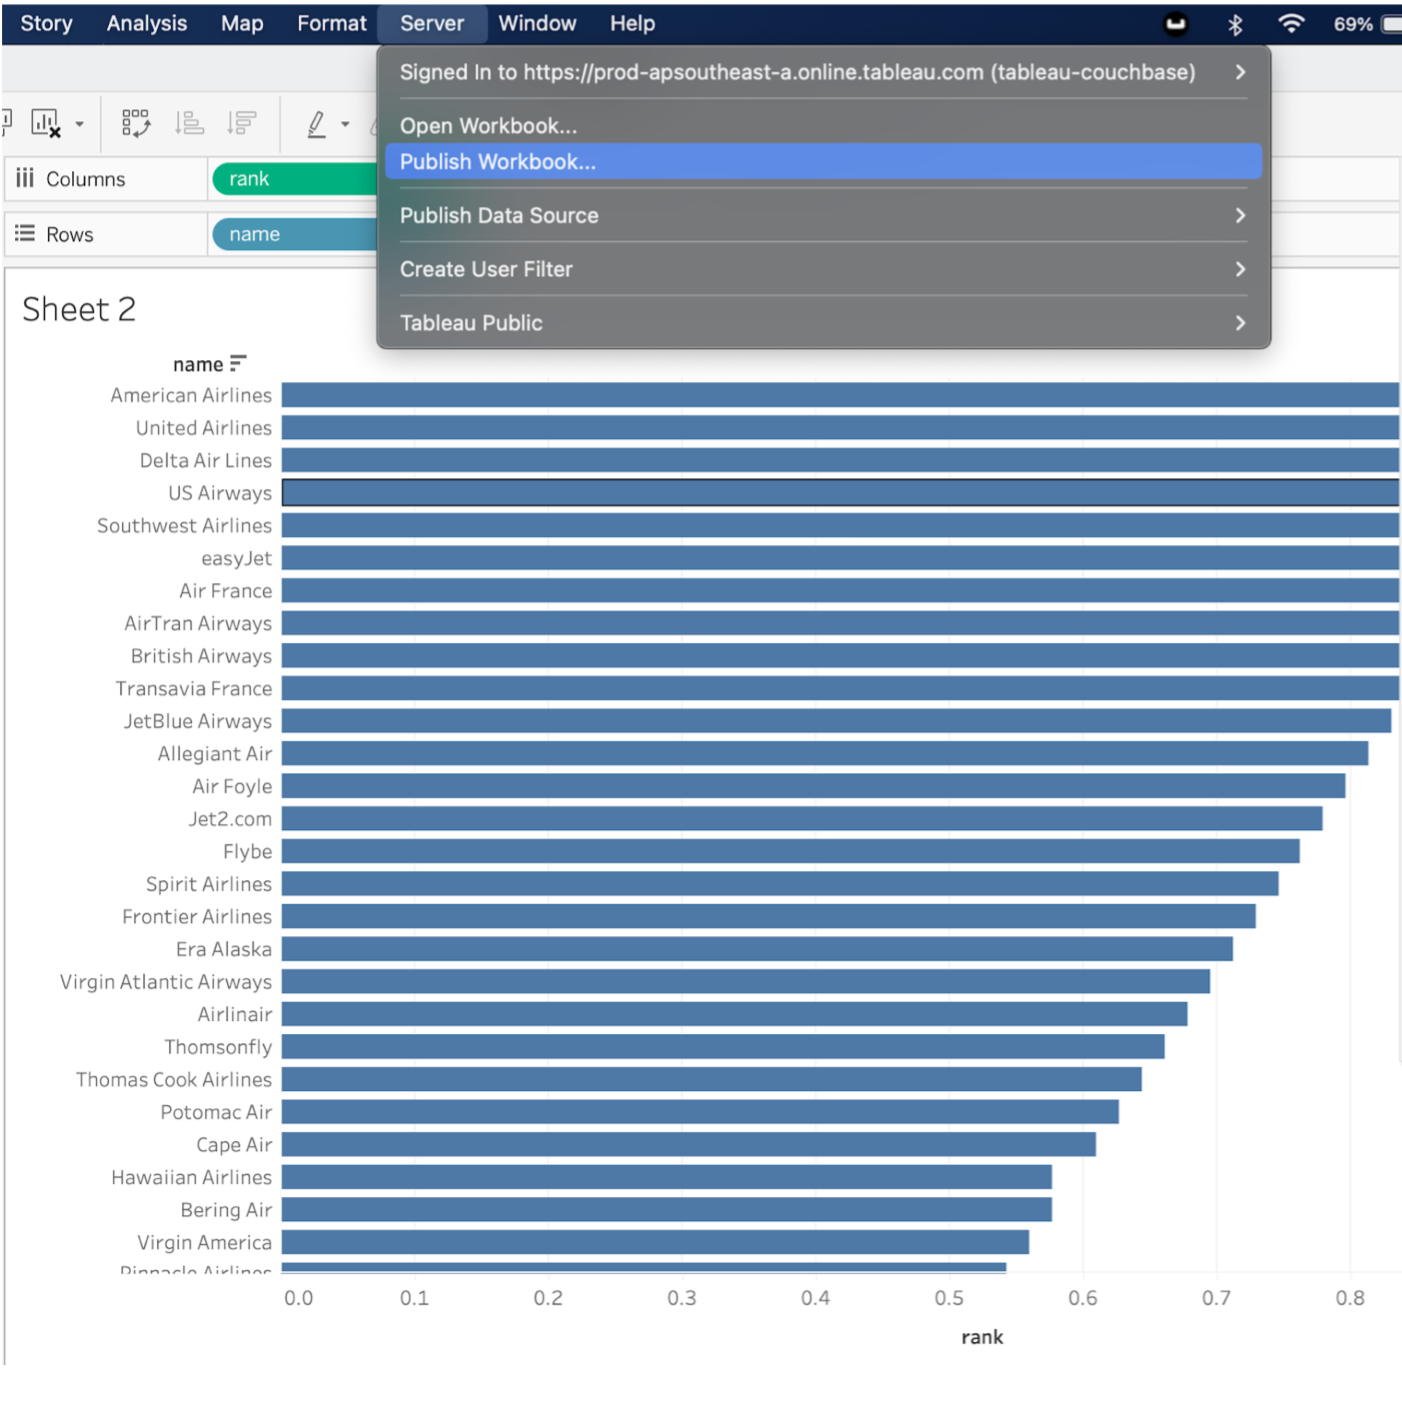 Story Analysis Map Format Server Window Help 69%
Signed In to https://prod-apsoutheast-a.online.tableau.com (tableau-couchbase)
Open Workbook...
Publish Workbook...
Publish Data Source
Create User Filter
Tableau Public
Columns rank
Rows name
Sheet 2
name
American Airlines
United Airlines
Delta Air Lines
US Airways
Southwest Airlines
easyJet
Air France
AirTran Airways
British Airways
Transavia France
JetBlue Airways
Allegiant Air
Air Foyle
Jet2.com
Flybe
Spirit Airlines
Frontier Airlines
Era Alaska
Virgin Atlantic Airways
Airlinair
Thomsonfly
Thomas Cook Airlines
Potomac Air
Cape Air
Hawaiian Airlines
Bering Air
Virgin America
Pinnacle Airlines
0.0 0.1 0.2 0.3 0.4 0.5 0.6 0.7 0.8
rank